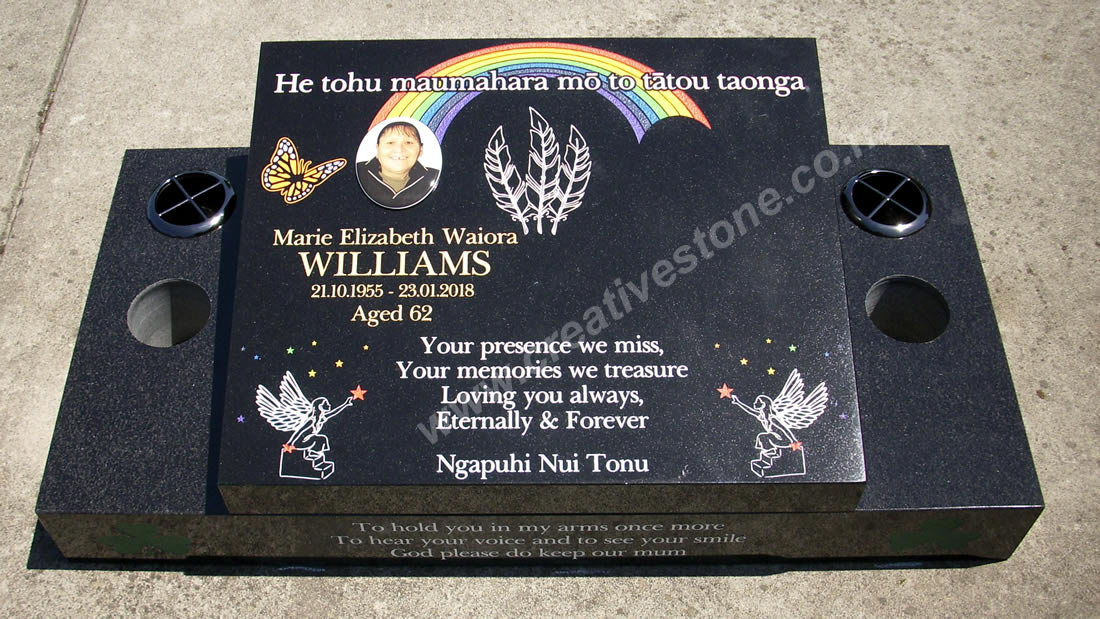 He tohu maumahara mō to tātou taonga
Marie Elizabeth Waiora
WILLIAMS
21.10.1955 - 23.01.2018
Aged 62
Your presence we miss,
Your memories we treasure
Loving you always,
Eternally & Forever
Ngapuhi Nui Tonu
To hold you in my arms once more
To hear your voice and to see your smile
God please do keep our mum
www.creativestone.co.n